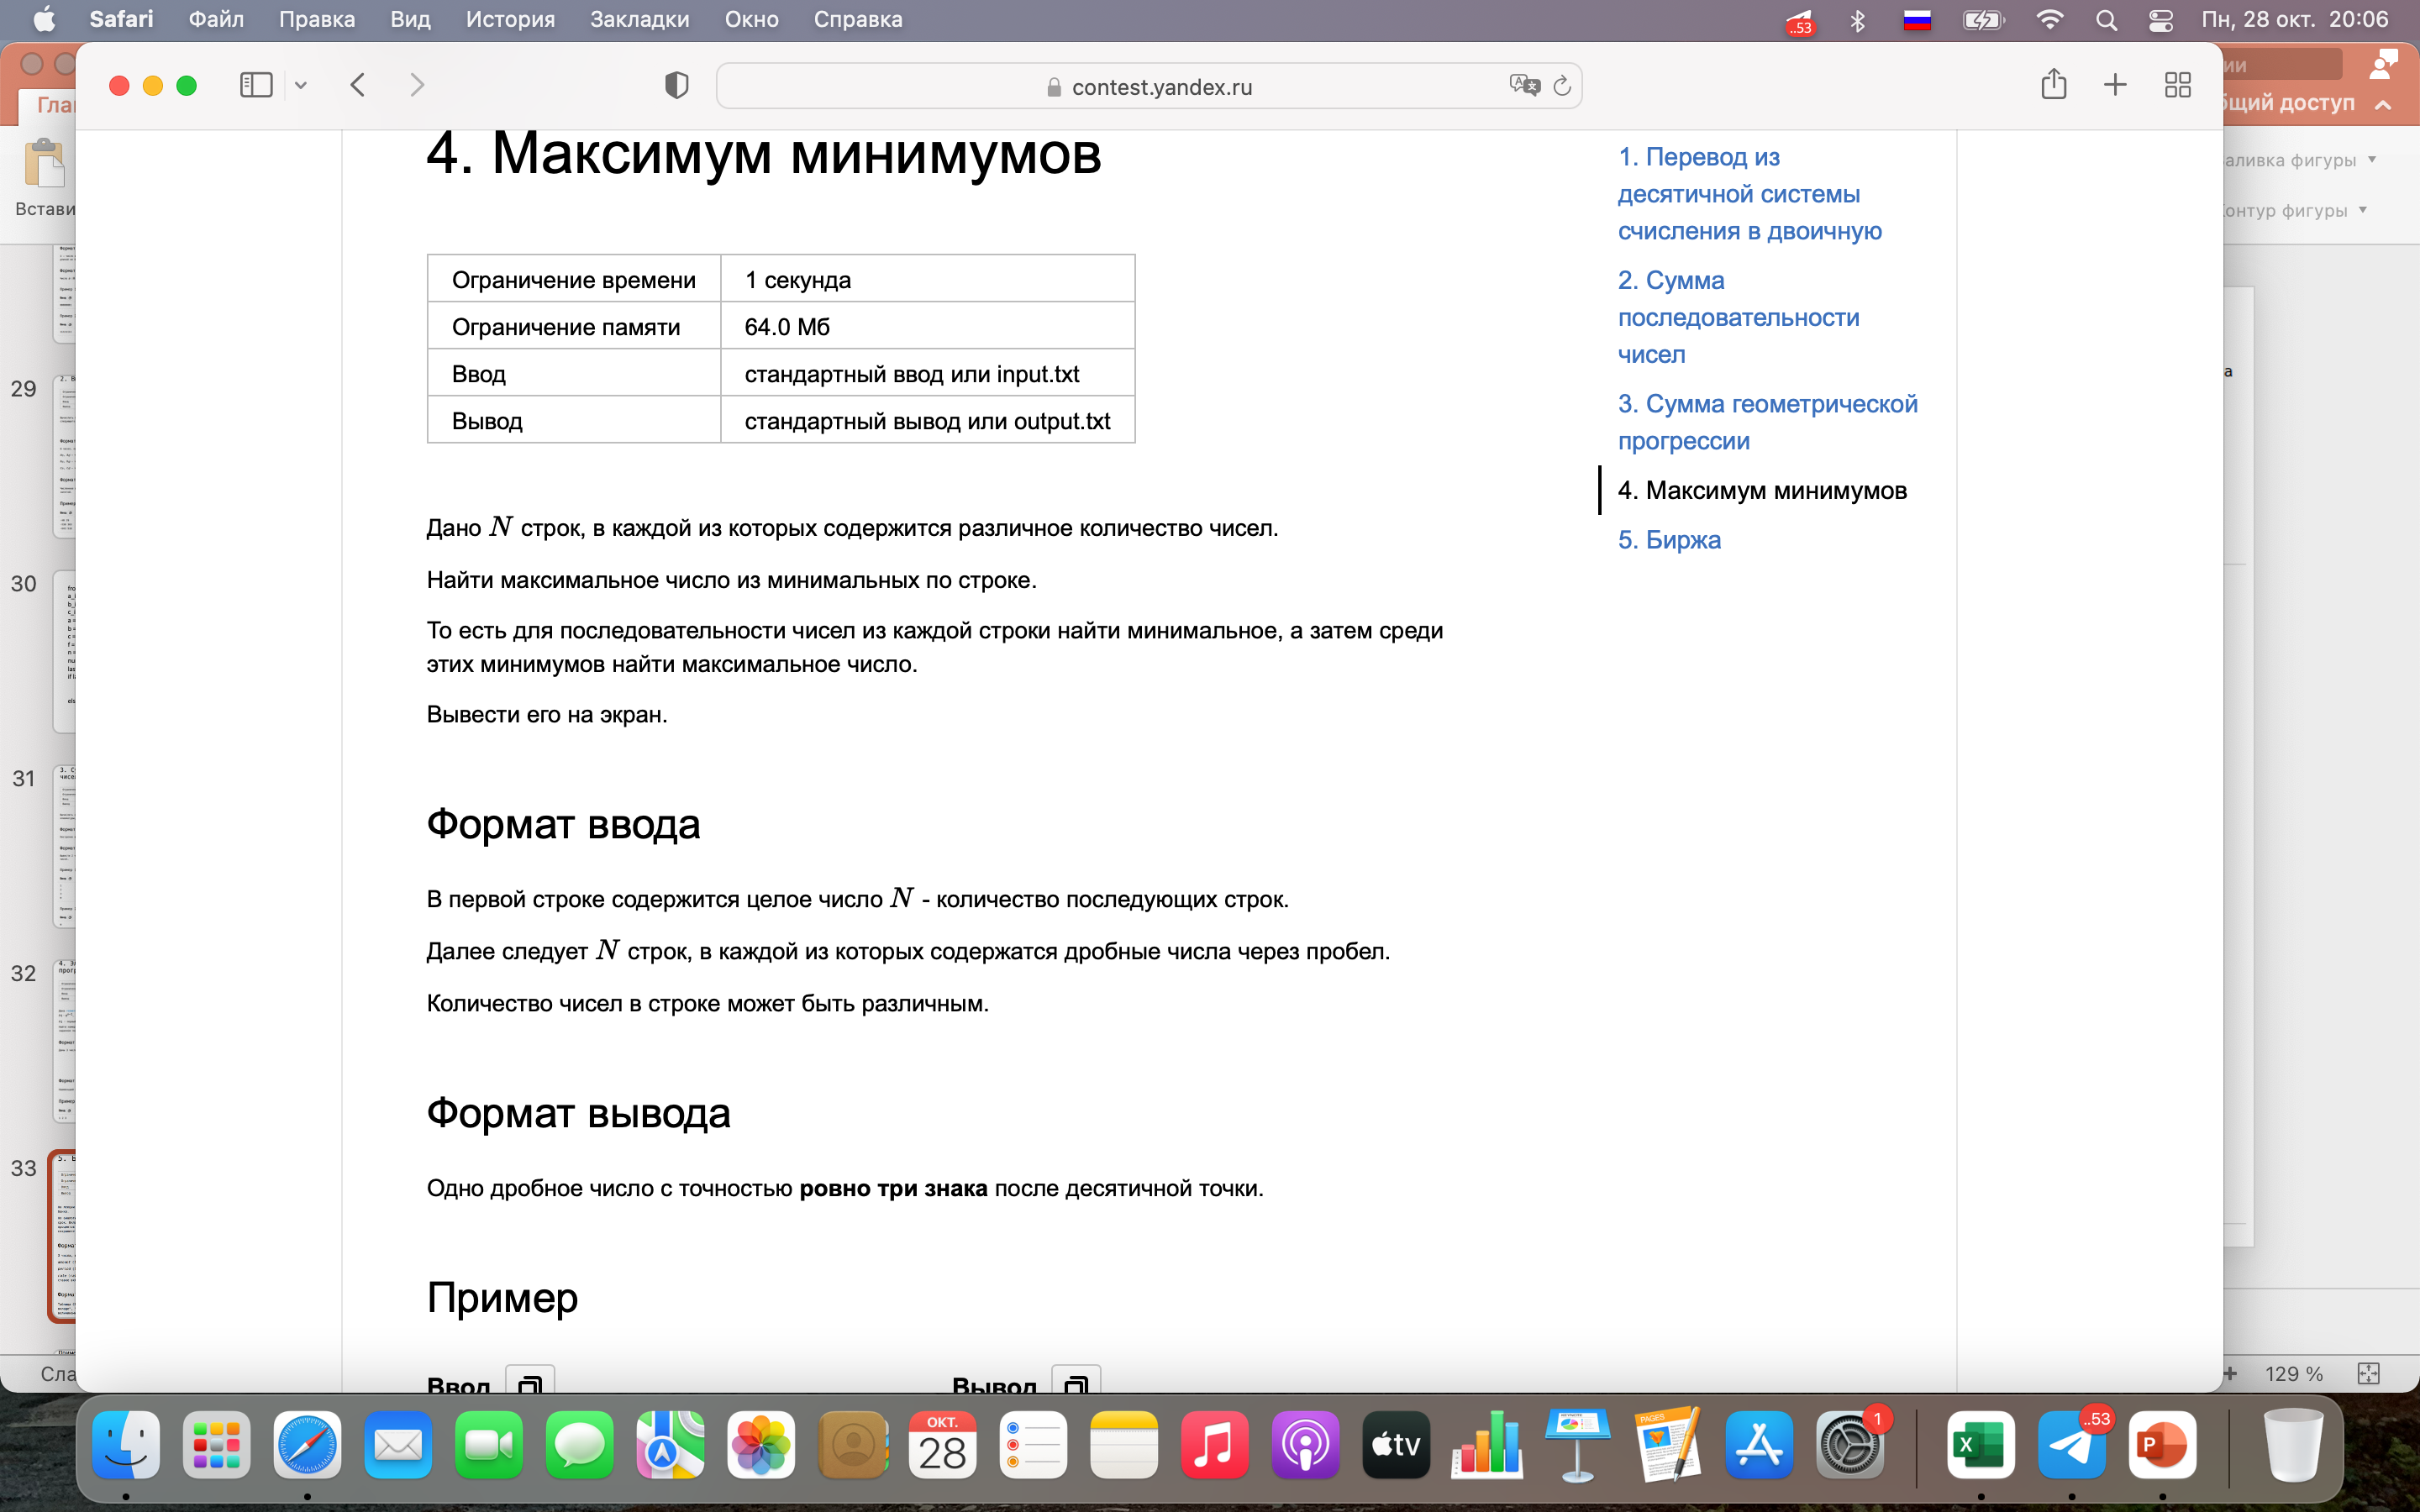 Safari Файл Правка Вид История Закладки Окно Справка ..53 Пн, 28 окт. 20:06
contest.yandex.ru
бщий доступ
Встави
аливка фигуры
онтур фигуры
29
30
31
32
33
4. Максимум минимумов
Ограничение времени 1 секунда
Ограничение памяти 64.0 Мб
Ввод стандартный ввод или input.txt
Вывод стандартный вывод или output.txt
Дано N строк, в каждой из которых содержится различное количество чисел.
Найти максимальное число из минимальных по строке.
То есть для последовательности чисел из каждой строки найти минимальное, а затем среди
этих минимумов найти максимальное число.
Вывести его на экран.
Формат ввода
В первой строке содержится целое число N - количество последующих строк.
Далее следует N строк, в каждой из которых содержатся дробные числа через пробел.
Количество чисел в строке может быть различным.
Формат вывода
Одно дробное число с точностью ровно три знака после десятичной точки.
Пример
Ввод Вывод
1. Перевод из
десятичной системы
счисления в двоичную
2. Сумма
последовательности
чисел
3. Сумма геометрической
прогрессии
4. Максимум минимумов
5. Биржа
Сла
129 %
ОКТ.
28
tv
PAGES
1
X
..53
P